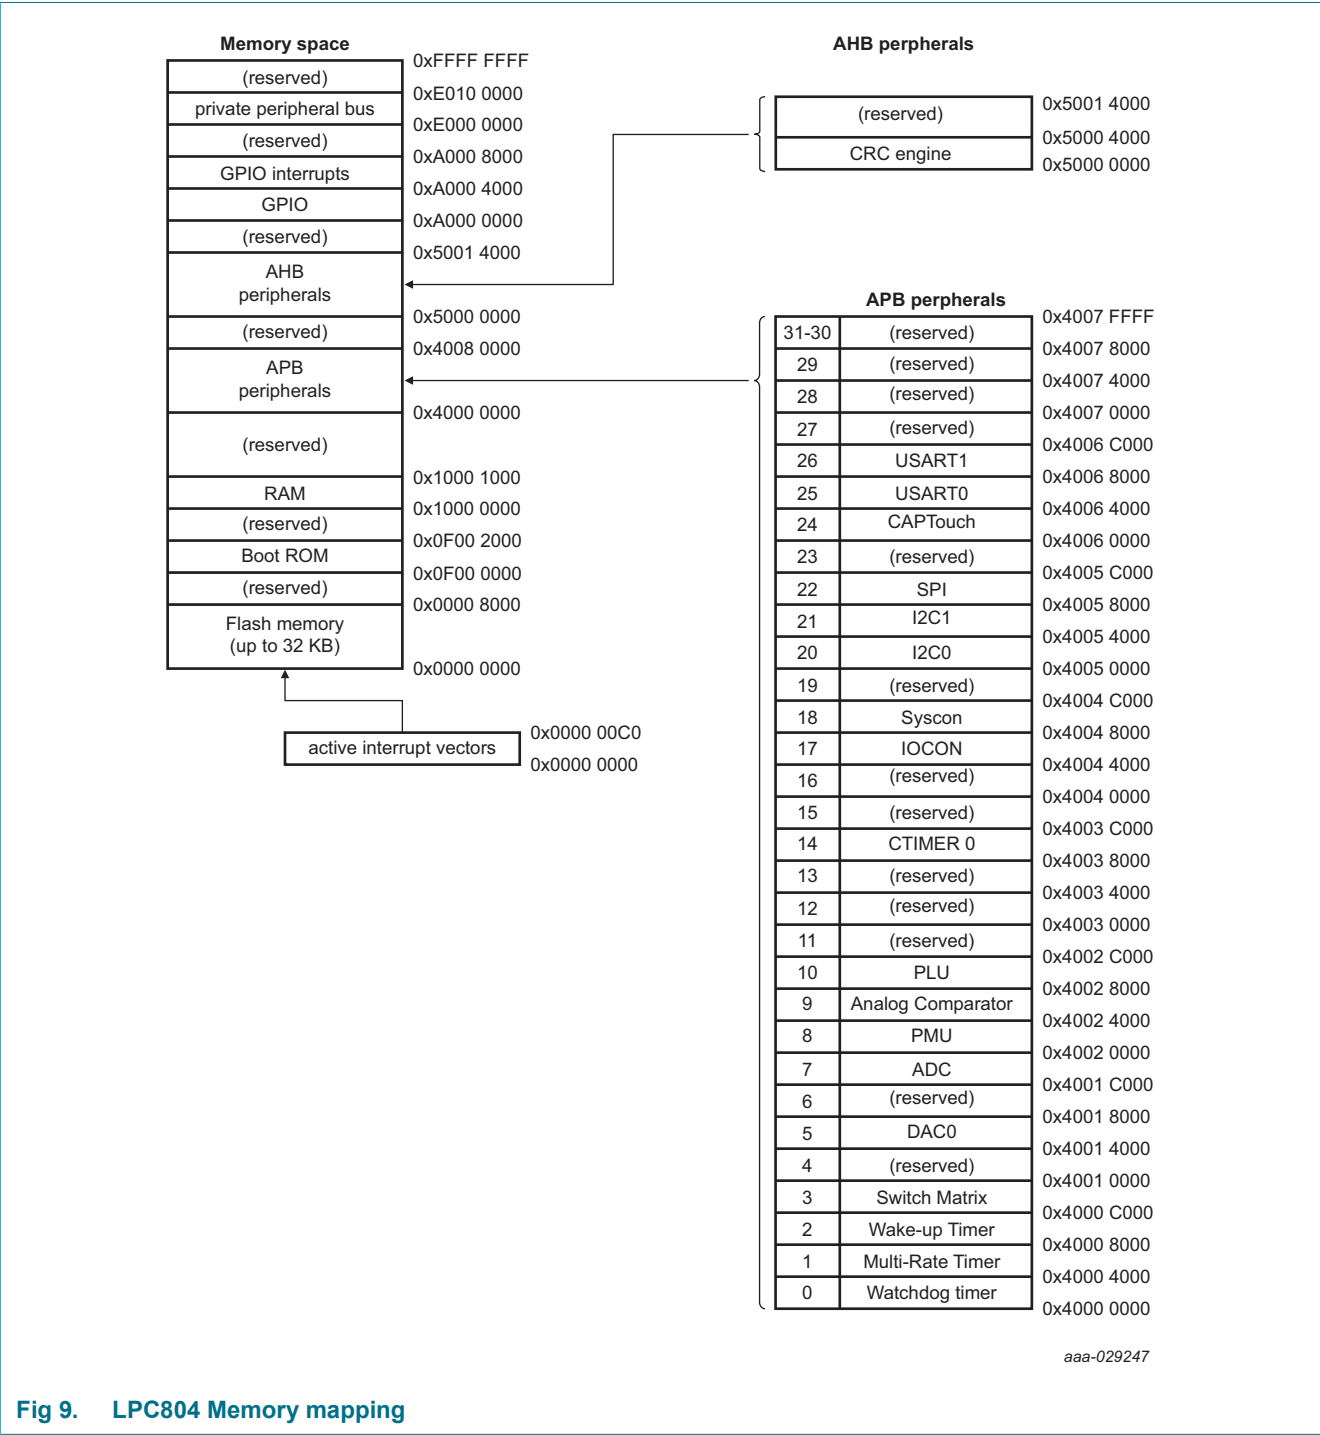 Memory space
0xFFFF FFFF
(reserved)
0xE010 0000
private peripheral bus
0xE000 0000
(reserved)
0xA000 8000
GPIO interrupts
0xA000 4000
GPIO
0xA000 0000
(reserved)
0x5001 4000
AHB
peripherals
0x5000 0000
(reserved)
0x4008 0000
APB
peripherals
0x4000 0000
(reserved)
0x1000 1000
RAM
0x1000 0000
(reserved)
0x0F00 2000
Boot ROM
0x0F00 0000
(reserved)
0x0000 8000
Flash memory
(up to 32 KB)
0x0000 0000
0x0000 00C0
active interrupt vectors
0x0000 0000
AHB perpherals
0x5001 4000
(reserved)
0x5000 4000
CRC engine
0x5000 0000
APB perpherals
0x4007 FFFF
31-30 (reserved)
0x4007 8000
29 (reserved)
0x4007 4000
28 (reserved)
0x4007 0000
27 (reserved)
0x4006 C000
26 USART1
0x4006 8000
25 USART0
0x4006 4000
24 CAPTouch
0x4006 0000
23 (reserved)
0x4005 C000
22 SPI
0x4005 8000
21 I2C1
0x4005 4000
20 I2C0
0x4005 0000
19 (reserved)
0x4004 C000
18 Syscon
0x4004 8000
17 IOCON
0x4004 4000
16 (reserved)
0x4004 0000
15 (reserved)
0x4003 C000
14 CTIMER 0
0x4003 8000
13 (reserved)
0x4003 4000
12 (reserved)
0x4003 0000
11 (reserved)
0x4002 C000
10 PLU
0x4002 8000
9 Analog Comparator
0x4002 4000
8 PMU
0x4002 0000
7 ADC
0x4001 C000
6 (reserved)
0x4001 8000
5 DAC0
0x4001 4000
4 (reserved)
0x4001 0000
3 Switch Matrix
0x4000 C000
2 Wake-up Timer
0x4000 8000
1 Multi-Rate Timer
0x4000 4000
0 Watchdog timer
0x4000 0000
aaa-029247
Fig 9. LPC804 Memory mapping